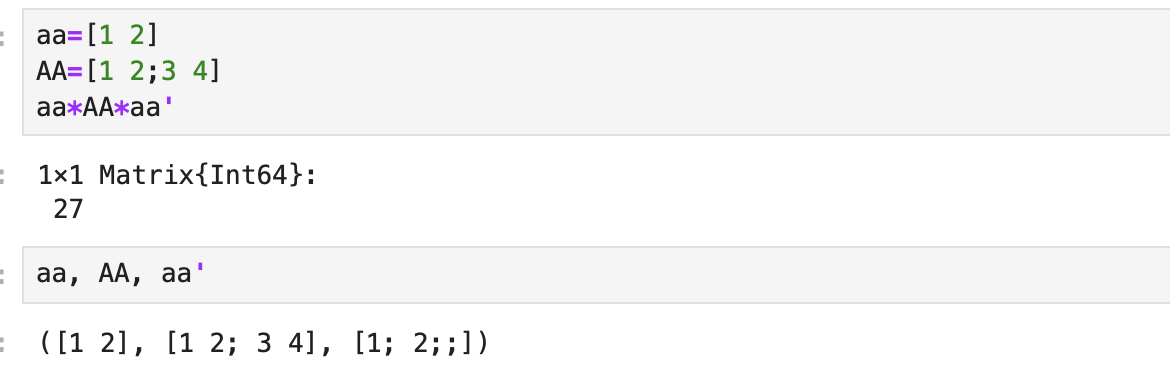 aa=[1 2]
AA=[1 2;3 4]
aa*AA*aa'
1×1 Matrix{Int64}:
27
aa, AA, aa'
([1 2], [1 2; 3 4], [1; 2;;])